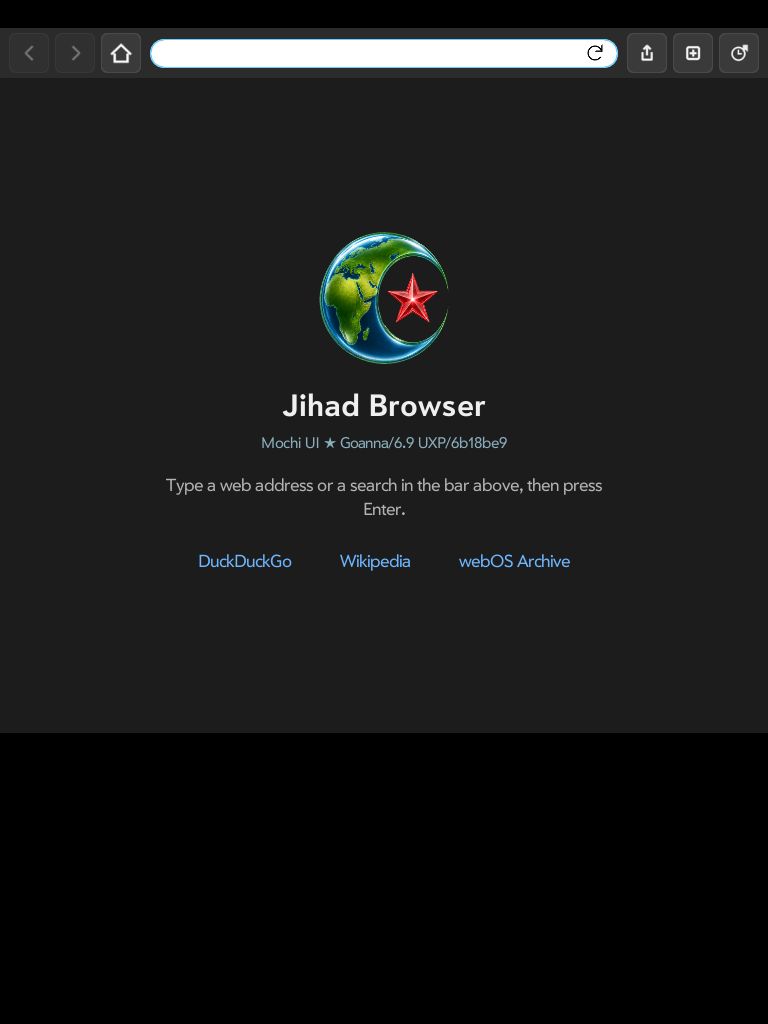 Jihad Browser
Mochi UI ★ Goanna/6.9 UXP/6b18be9
Type a web address or a search in the bar above, then press
Enter.
DuckDuckGo Wikipedia webOS Archive